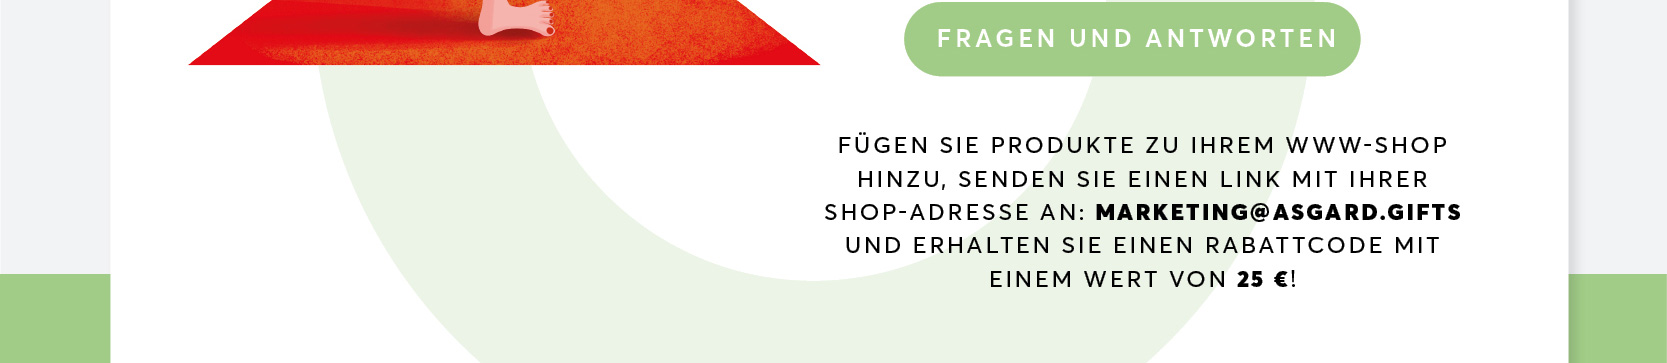 FRAGEN UND ANTWORTEN
FÜGEN SIE PRODUKTE ZU IHREM WWW-SHOP
HINZU, SENDEN SIE EINEN LINK MIT IHRER
SHOP-ADRESSE AN: MARKETING@ASGARD.GIFTS
UND ERHALTEN SIE EINEN RABATTCODE MIT
EINEM WERT VON 25 €!